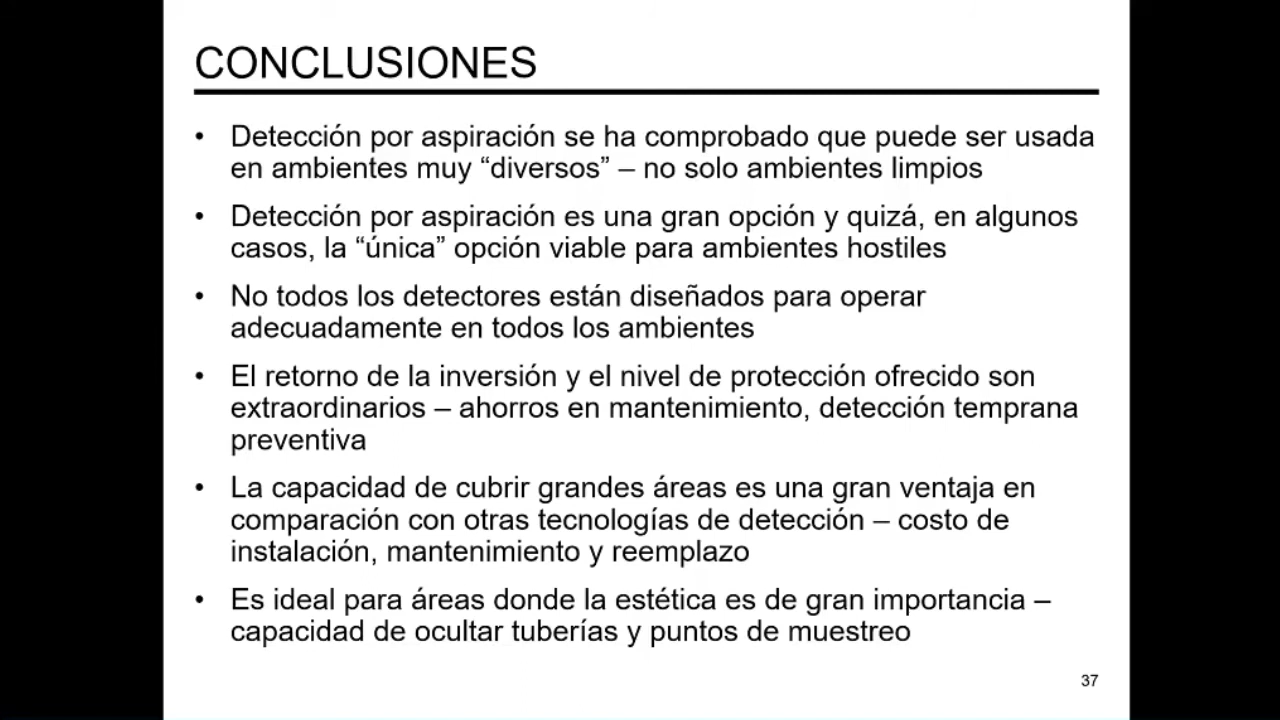 CONCLUSIONES
• Detección por aspiración se ha comprobado que puede ser usada
en ambientes muy “diversos” – no solo ambientes limpios
• Detección por aspiración es una gran opción y quizá, en algunos
casos, la “única” opción viable para ambientes hostiles
• No todos los detectores están diseñados para operar
adecuadamente en todos los ambientes
• El retorno de la inversión y el nivel de protección ofrecido son
extraordinarios – ahorros en mantenimiento, detección temprana
preventiva
• La capacidad de cubrir grandes áreas es una gran ventaja en
comparación con otras tecnologías de detección – costo de
instalación, mantenimiento y reemplazo
• Es ideal para áreas donde la estética es de gran importancia –
capacidad de ocultar tuberías y puntos de muestreo
37